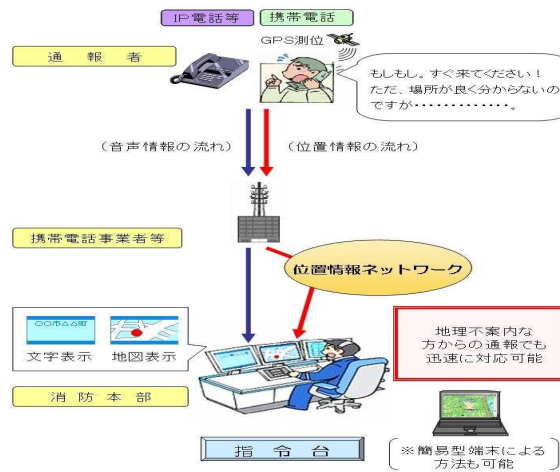 IP電話等
携帯電話
GPS測位
通報者
もしもし。すぐ来てください！
ただ、場所が良く分からないの
ですが・・・・・・・・・・・・・。
（音声情報の流れ）
（位置情報の流れ）
携帯電話事業者等
位置情報ネットワーク
〇〇市△△町
文字表示
地図表示
地理不案内な
方からの通報でも
迅速に対応可能
消防本部
指令台
※簡易型端末による
方法も可能